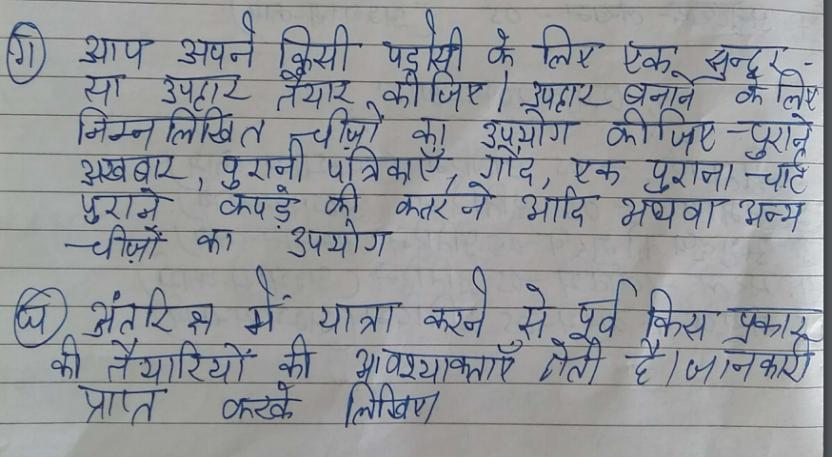 ग) आप अपने किसी पड़ोसी के लिए एक सुन्दर-
सा उपहार तैयार कीजिए। उपहार बनाने के लिए
निम्नलिखित चीज़ों का उपयोग कीजिए - पुराने
अखबार, पुरानी पत्रिकाएँ, गोंद, एक पुराना चार्ट
पुराने कपड़े की कतरने आदि अथवा अन्य
चीज़ों का उपयोग
घ) अंतरिक्ष में यात्रा करने से पूर्व किस प्रकार
की तैयारियों की आवश्याकताएँ होती है। जानकारी
प्राप्त करके लिखिए